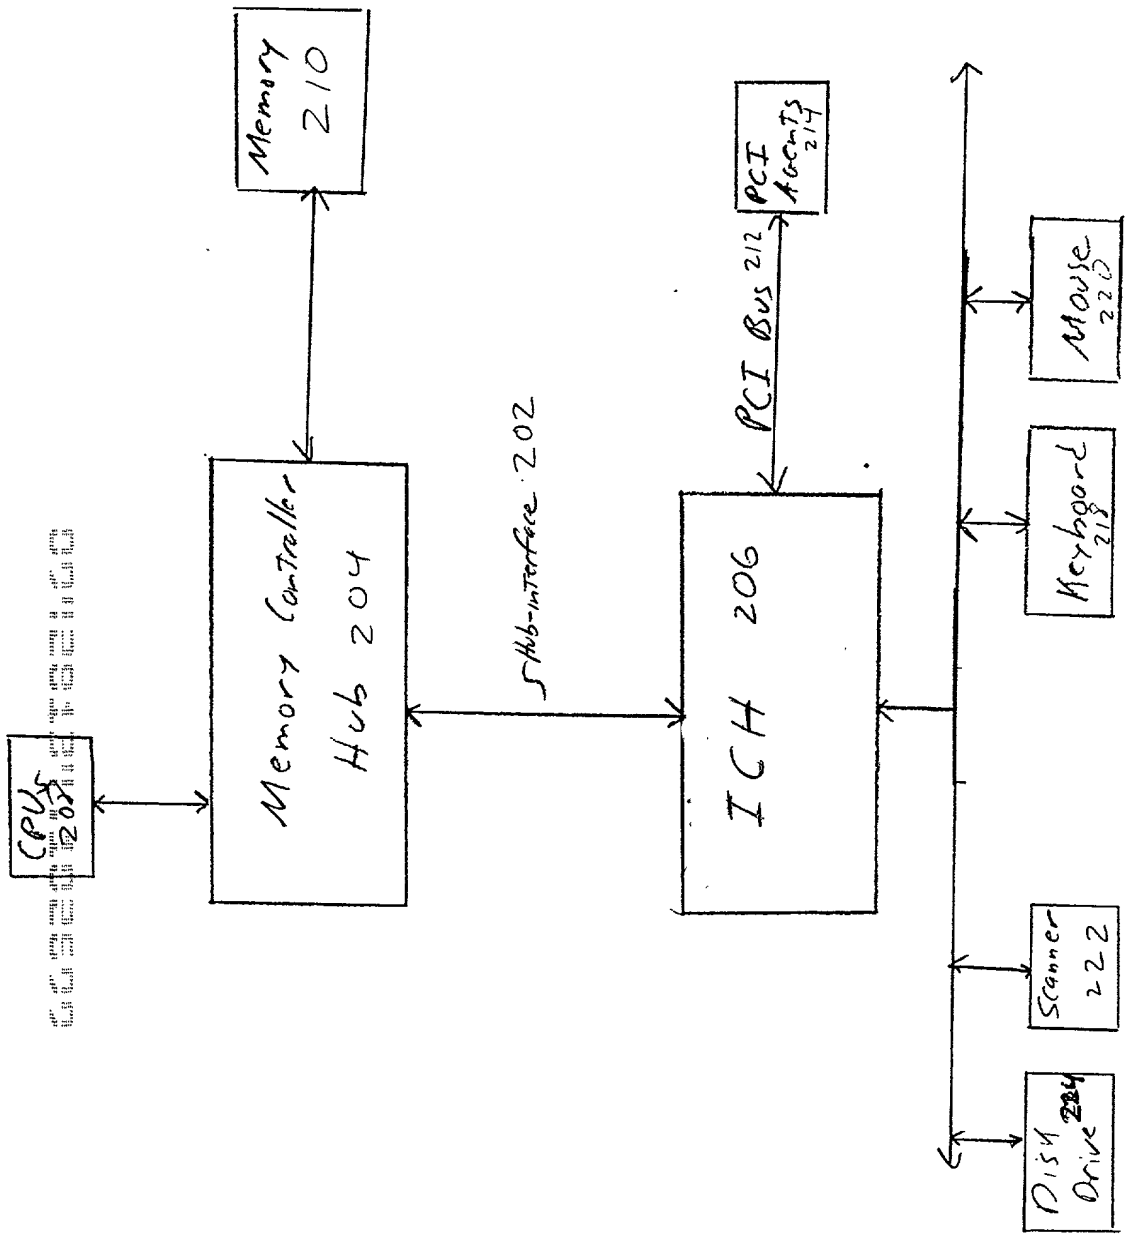 CPUs
Memory Controller
Hub 204
Memory
210
Hub-interface 202
ICH 206
PCI Bus 212
PCI
Agents
214
Disk
Drive
Scanner
222
Keyboard
218
Mouse
220